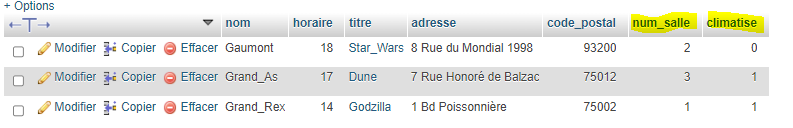 + Options
nom horaire titre adresse code_postal num_salle climatise
Modifier Copier Effacer Gaumont 18 Star_Wars 8 Rue du Mondial 1998 93200 2 0
Modifier Copier Effacer Grand_As 17 Dune 7 Rue Honoré de Balzac 75012 3 1
Modifier Copier Effacer Grand_Rex 14 Godzilla 1 Bd Poissonnière 75002 1 1